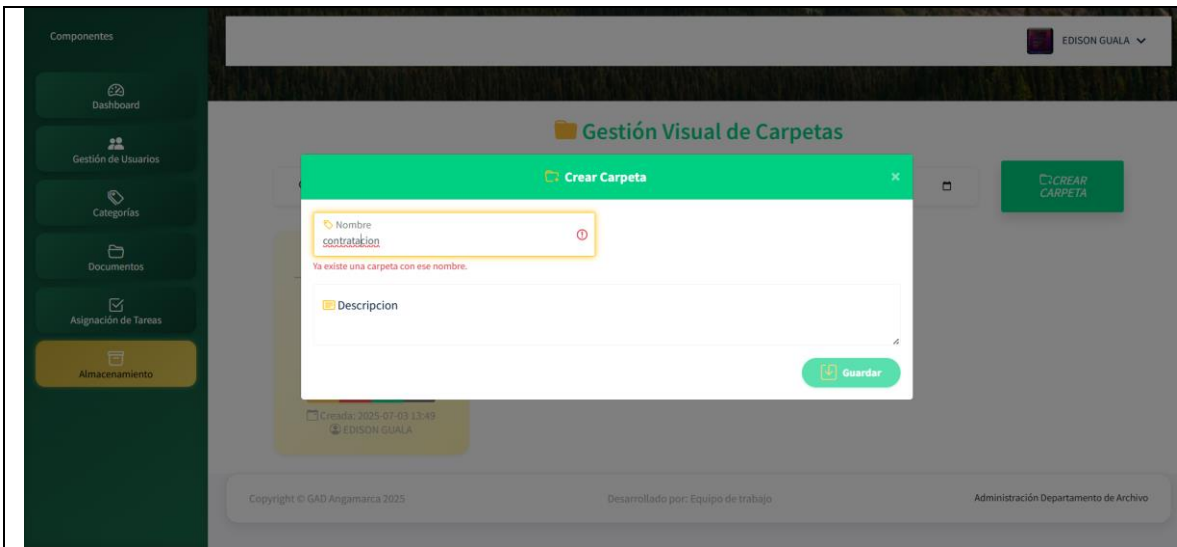 Componentes
EDISON GUALA
Dashboard
Gestión de Usuarios
Categorías
Documentos
Asignación de Tareas
Almacenamiento
Gestión Visual de Carpetas
CREAR
CARPETA
Crear Carpeta
×
Nombre
contratacion
Ya existe una carpeta con ese nombre.
Descripcion
Guardar
Creada: 2025-07-03 13:49
EDISON GUALA
Copyright © GAD Angamarca 2025
Desarrollado por: Equipo de trabajo
Administración Departamento de Archivo